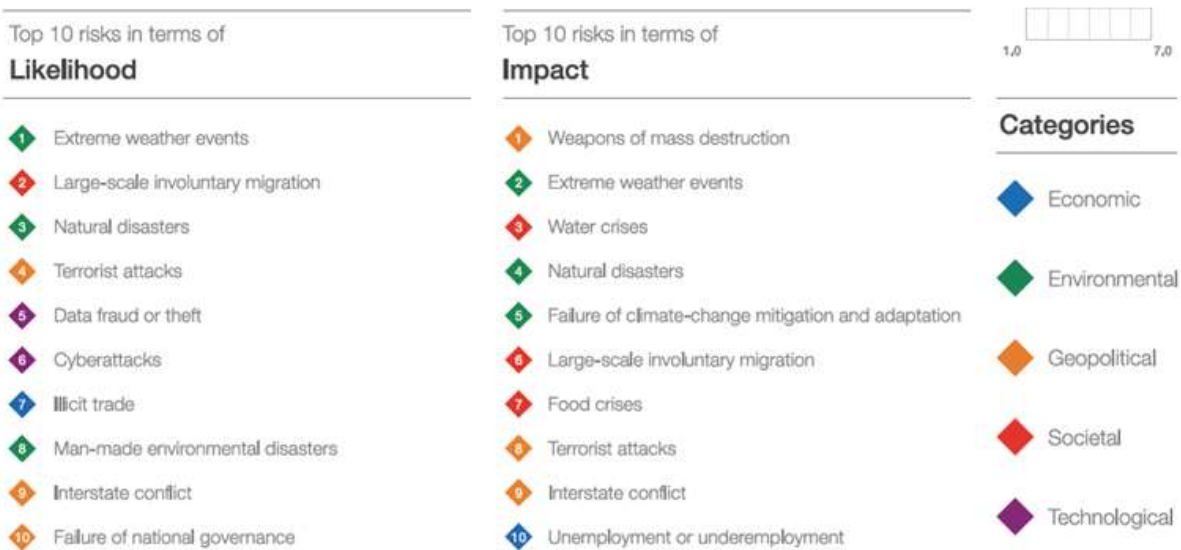 Top 10 risks in terms of
Likelihood
1 Extreme weather events
2 Large-scale involuntary migration
3 Natural disasters
4 Terrorist attacks
5 Data fraud or theft
6 Cyberattacks
7 Illicit trade
8 Man-made environmental disasters
9 Interstate conflict
10 Failure of national governance
Top 10 risks in terms of
Impact
1 Weapons of mass destruction
2 Extreme weather events
3 Water crises
4 Natural disasters
5 Failure of climate-change mitigation and adaptation
6 Large-scale involuntary migration
7 Food crises
8 Terrorist attacks
9 Interstate conflict
10 Unemployment or underemployment
1.0 7.0
Categories
Economic
Environmental
Geopolitical
Societal
Technological